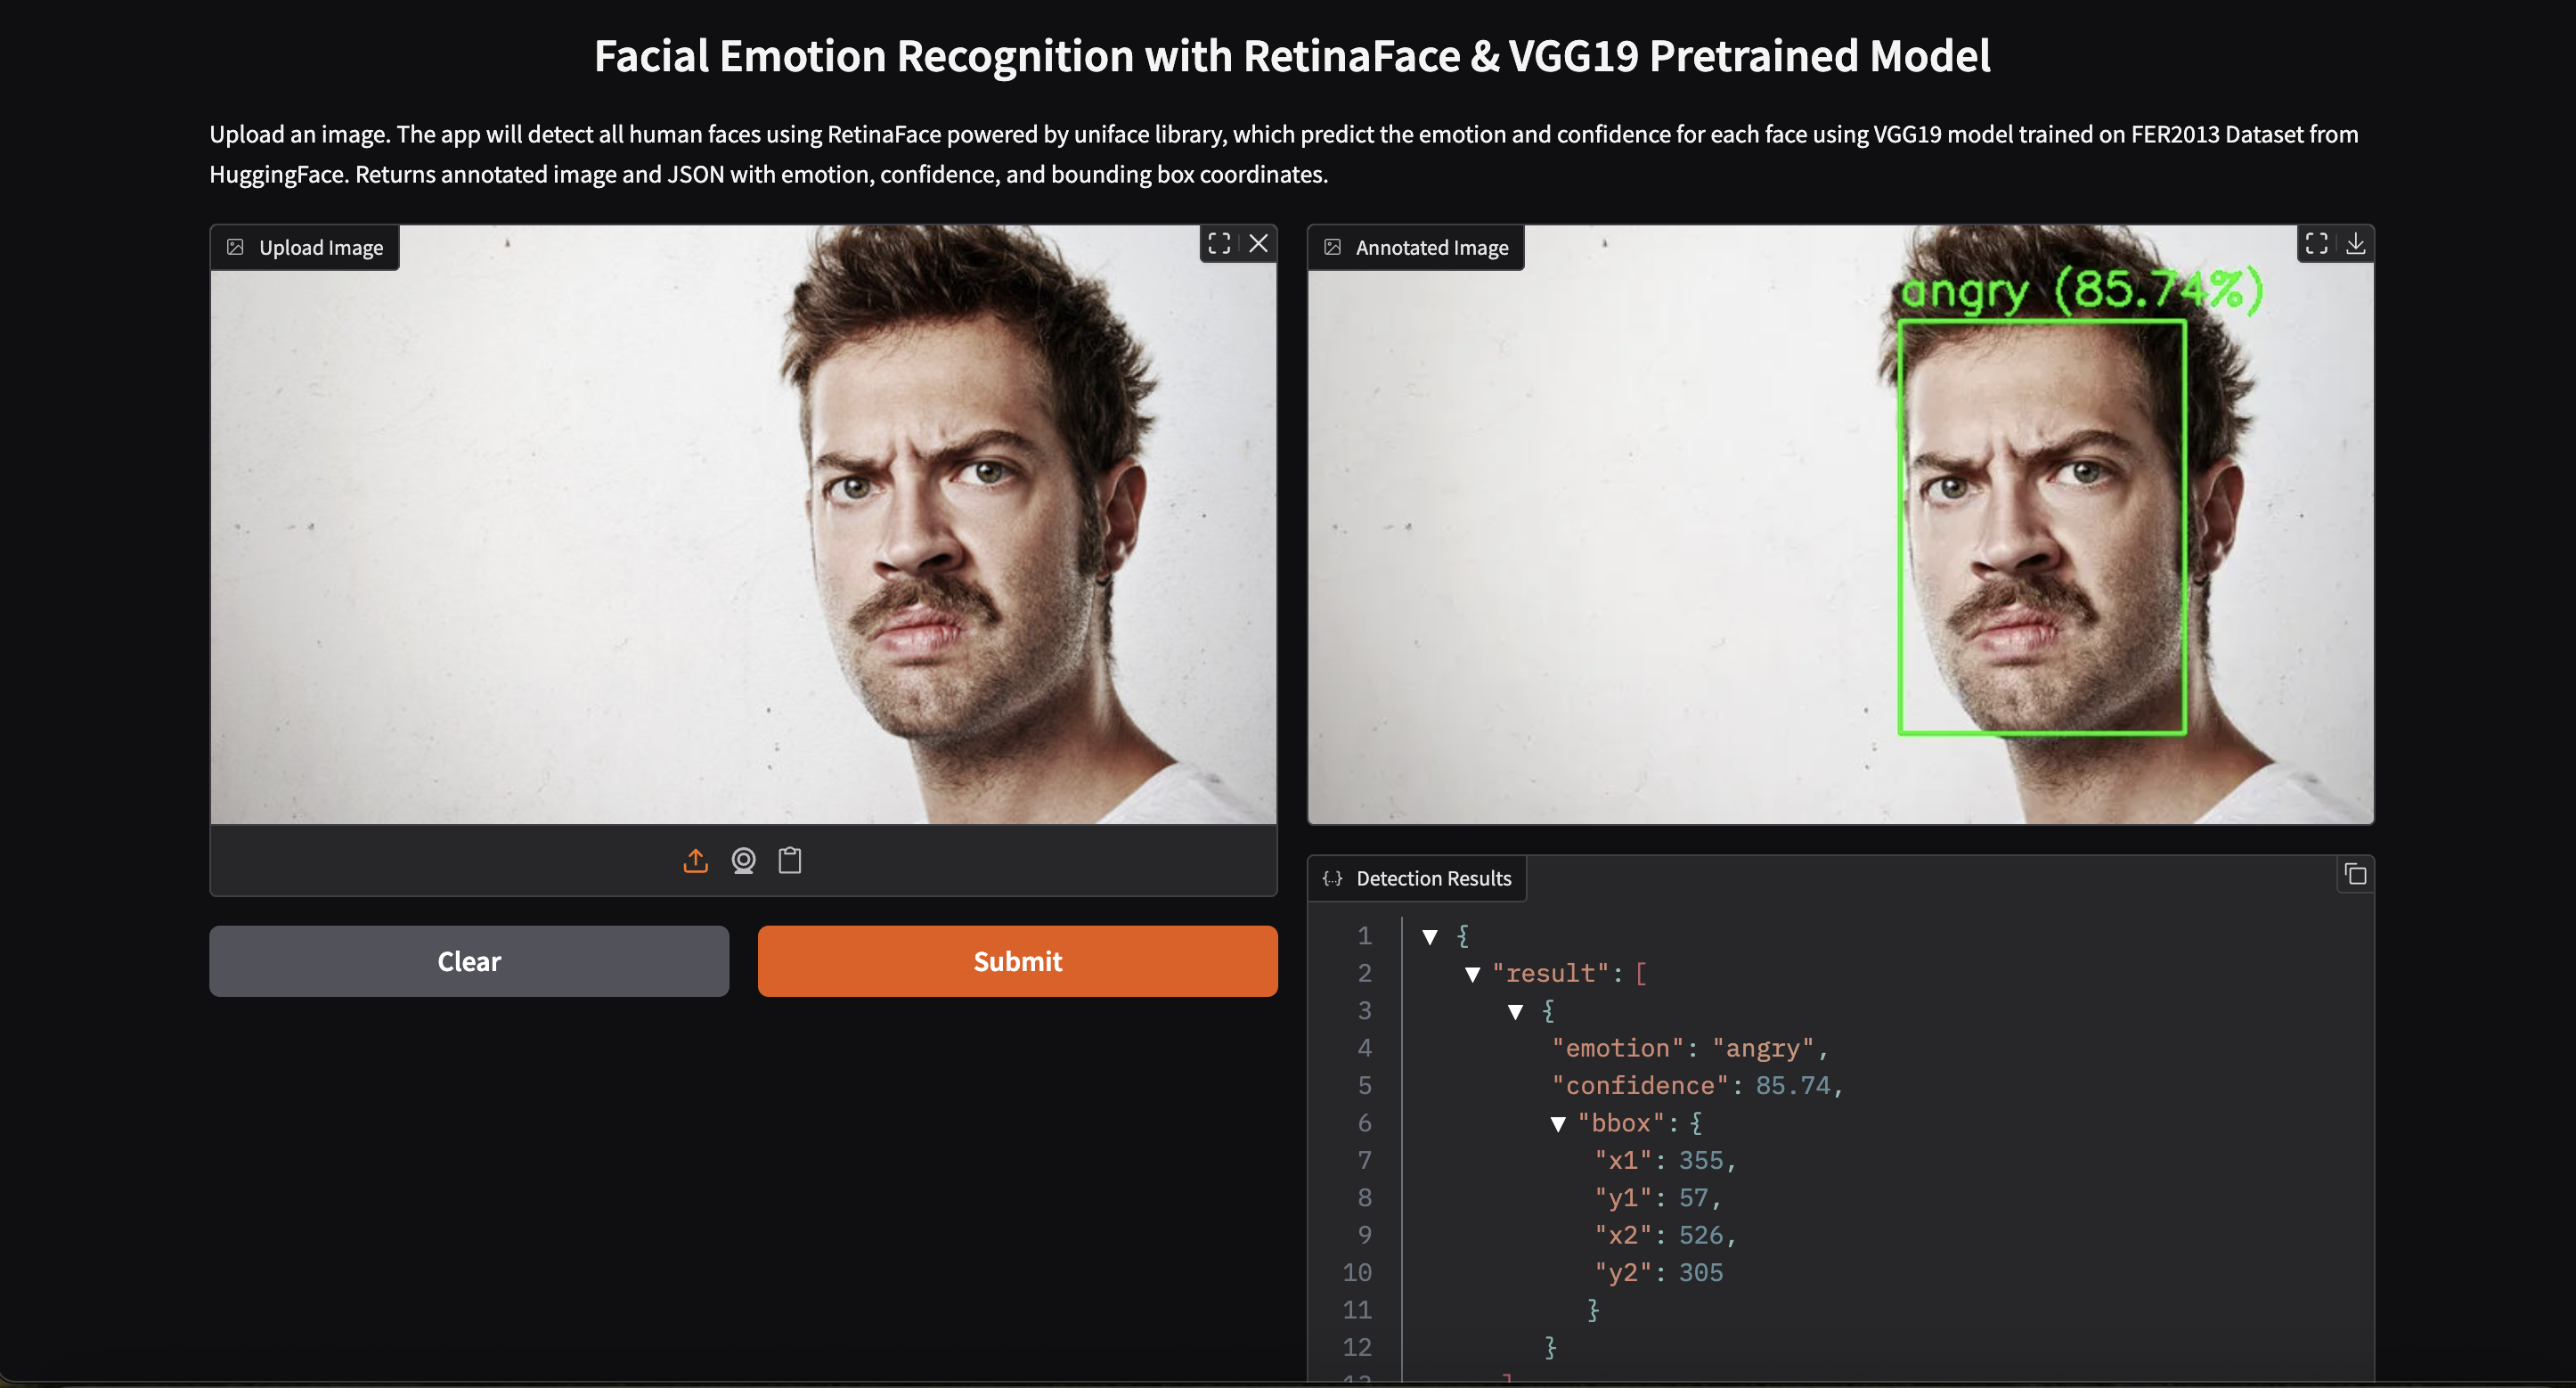 Facial Emotion Recognition with RetinaFace & VGG19 Pretrained Model
Upload an image. The app will detect all human faces using RetinaFace powered by uniface library, which predict the emotion and confidence for each face using VGG19 model trained on FER2013 Dataset from
HuggingFace. Returns annotated image and JSON with emotion, confidence, and bounding box coordinates.
Upload Image
Clear
Submit
Annotated Image
angry (85.74%)
Detection Results
1 {
2 "result": [
3 {
4 "emotion": "angry",
5 "confidence": 85.74,
6 "bbox": {
7 "x1": 355,
8 "y1": 57,
9 "x2": 526,
10 "y2": 305
11 }
12 }